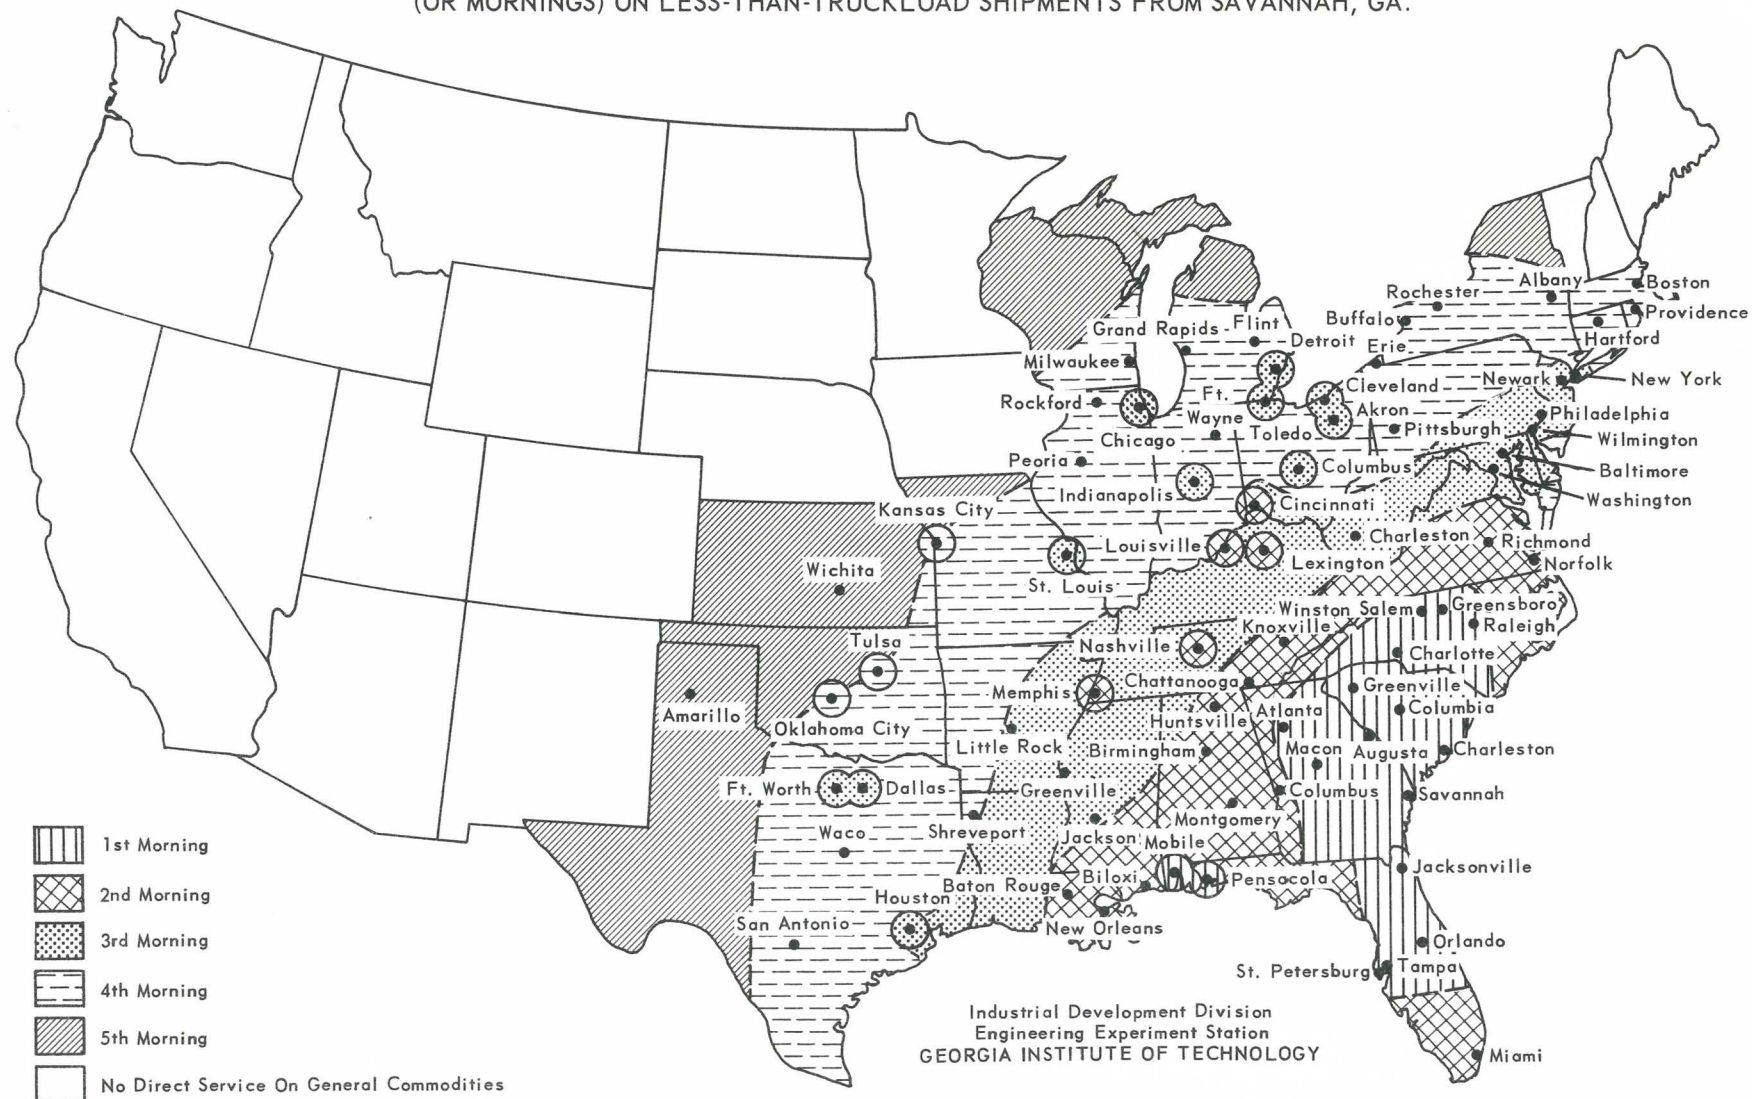 (OR MORNINGS) ON LESS-THAN-TRUCKLOAD SHIPMENTS FROM SAVANNAH, GA.
Albany
Boston
Rochester
Providence
Buffalo
Grand Rapids
Flint
Detroit
Erie
Hartford
Milwaukee
Newark
New York
Cleveland
Rockford
Ft.
Wayne
Akron
Philadelphia
Chicago
Toledo
Pittsburgh
Wilmington
Peoria
Columbus
Baltimore
Indianapolis
Washington
Kansas City
Cincinnati
Louisville
Charleston
Richmond
Wichita
St. Louis
Lexington
Norfolk
Winston Salem
Greensboro
Tulsa
Nashville
Knoxville
Raleigh
Charlotte
Memphis
Chattanooga
Greenville
Amarillo
Huntsville
Atlanta
Columbia
Oklahoma City
Little Rock
Birmingham
Macon
Augusta
Charleston
Ft. Worth
Dallas
Greenville
Columbus
Savannah
Waco
Shreveport
Jackson
Montgomery
Mobile
Jacksonville
Houston
Baton Rouge
Biloxi
Pensacola
San Antonio
New Orleans
Orlando
St. Petersburg
Tampa
Miami
1st Morning
2nd Morning
3rd Morning
4th Morning
5th Morning
No Direct Service On General Commodities
Industrial Development Division
Engineering Experiment Station
GEORGIA INSTITUTE OF TECHNOLOGY